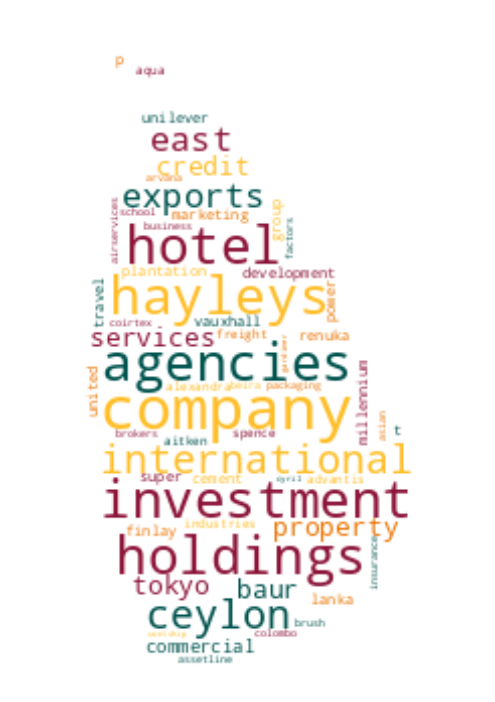 p
aqua
unilever
east
credit
arvana
exports
school
marketing
group
airservices
business
factors
hotel
plantation
development
hayleys
power
travel
coirtex
vauxhall
services
freight
renuka
gardiner
agencies
united
alexandra
beira
packaging
millennium
company
asian
t
brokers
spence
aitken
international
super
cement
cyril
advantis
investment
industries
finlay
property
holdings
insurance
tokyo
baur
lanka
ceylon
brush
colombo
commercial
assetline